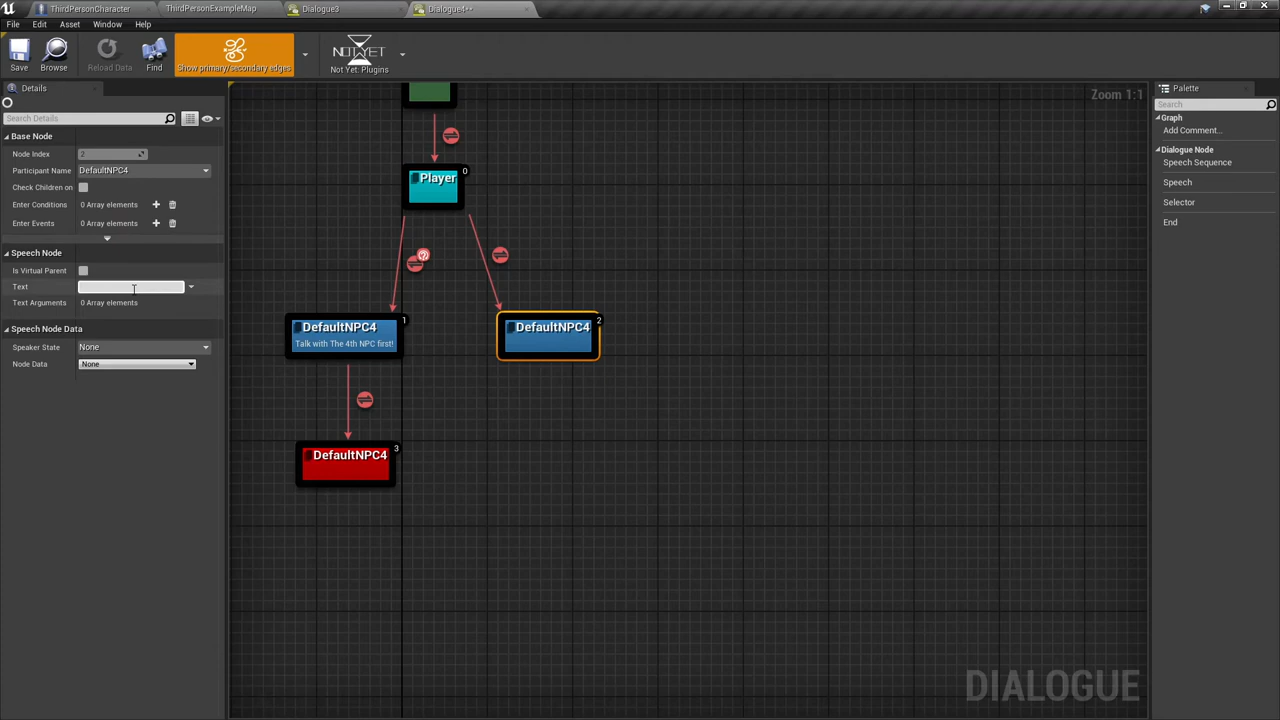 ThirdPersonCharacter
ThirdPersonExampleMap
Dialogue3
Dialogue4••
File
Edit
Asset
Window
Help
Save
Browse
Reload Data
Find
Show primary/secondary edges
NOT YET
Not Yet: Plugins
Details
Search Details
Base Node
Node Index
2
Participant Name
DefaultNPC4
Check Children on
Enter Conditions
0 Array elements
Enter Events
0 Array elements
Speech Node
Is Virtual Parent
Text
Text Arguments
0 Array elements
Speech Node Data
Speaker State
None
Node Data
None
Zoom 1:1
Player
0
?
DefaultNPC4
1
Talk with The 4th NPC first!
DefaultNPC4
2
DefaultNPC4
3
DIALOGUE
Palette
Search
Graph
Add Comment...
Dialogue Node
Speech Sequence
Speech
Selector
End